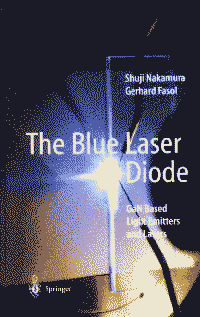 Shuji Nakamura
Gerhard Fasol
The Blue Laser
Diode
GaN Based
Light Emitters
and Lasers
Springer